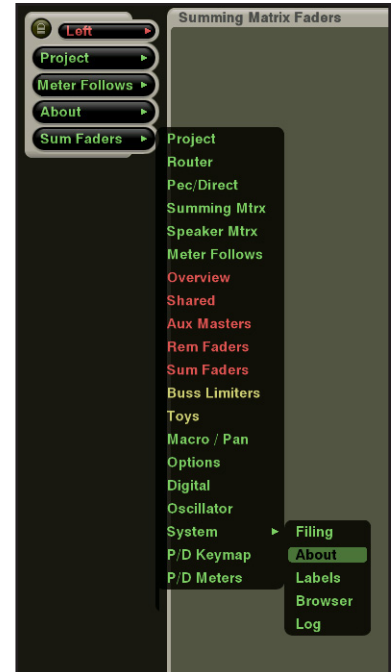 Summing Matrix Faders
Left
Project
Meter Follows
About
Sum Faders
Project
Router
Pec/Direct
Summing Mtrx
Speaker Mtrx
Meter Follows
Overview
Shared
Aux Masters
Rem Faders
Sum Faders
Buss Limiters
Toys
Macro / Pan
Options
Digital
Oscillator
System
P/D Keymap
P/D Meters
Filing
About
Labels
Browser
Log